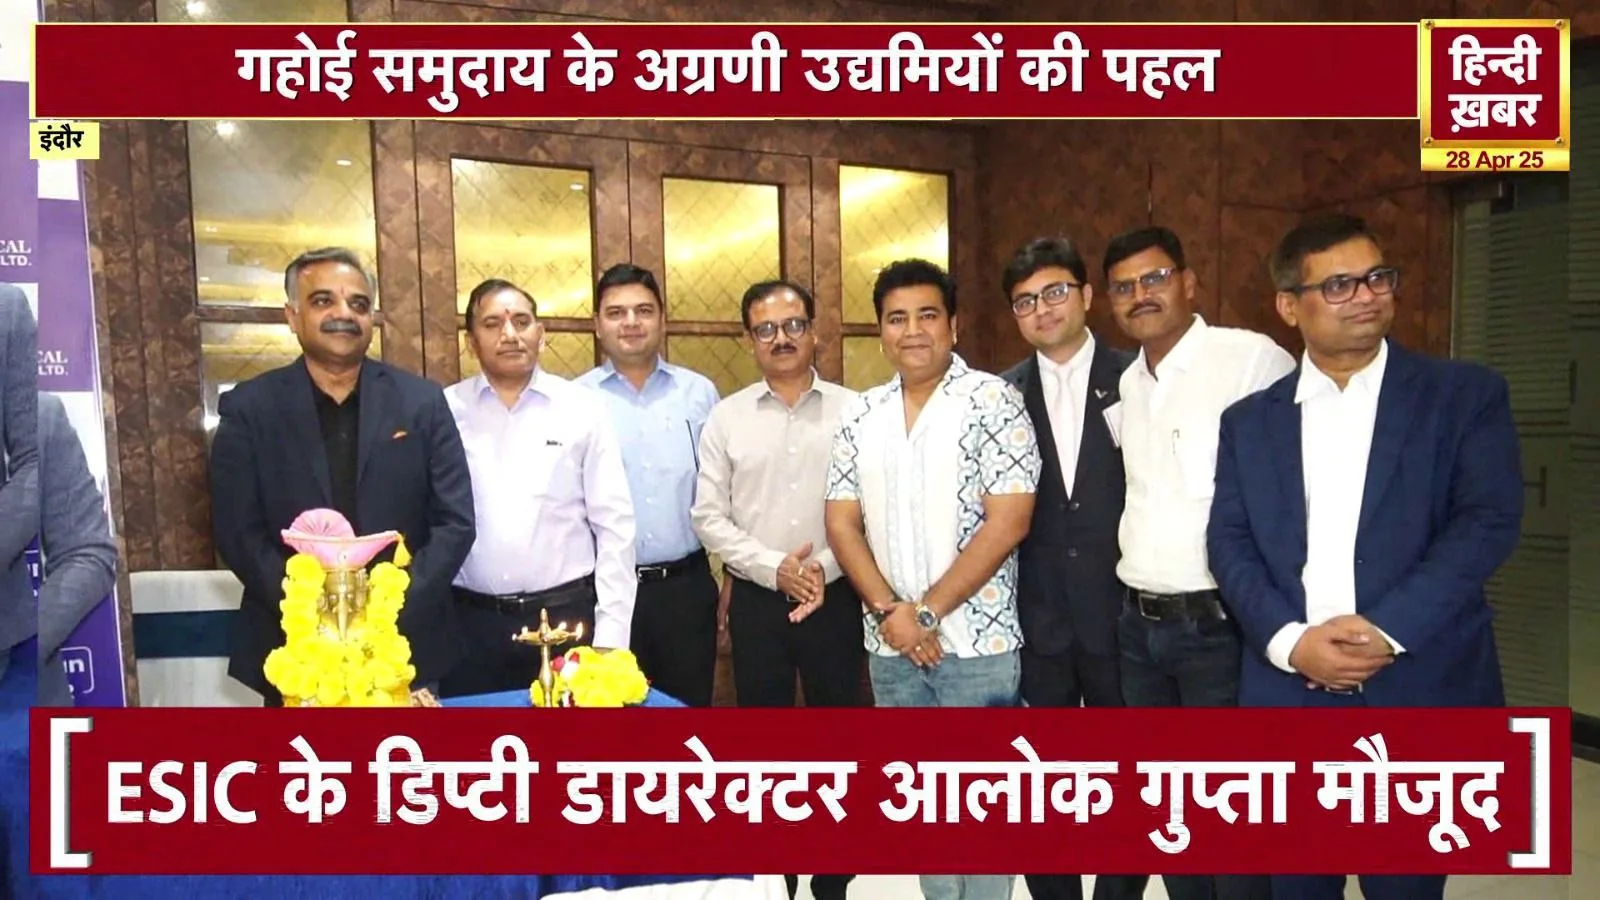 गहोई समुदाय के अग्रणी उद्यमियों की पहल
हिन्दी
ख़बर
28 Apr 25
इंदौर
CAL
LTD.
CAL
LTD.
un
[ ESIC के डिप्टी डायरेक्टर आलोक गुप्ता मौजूद ]